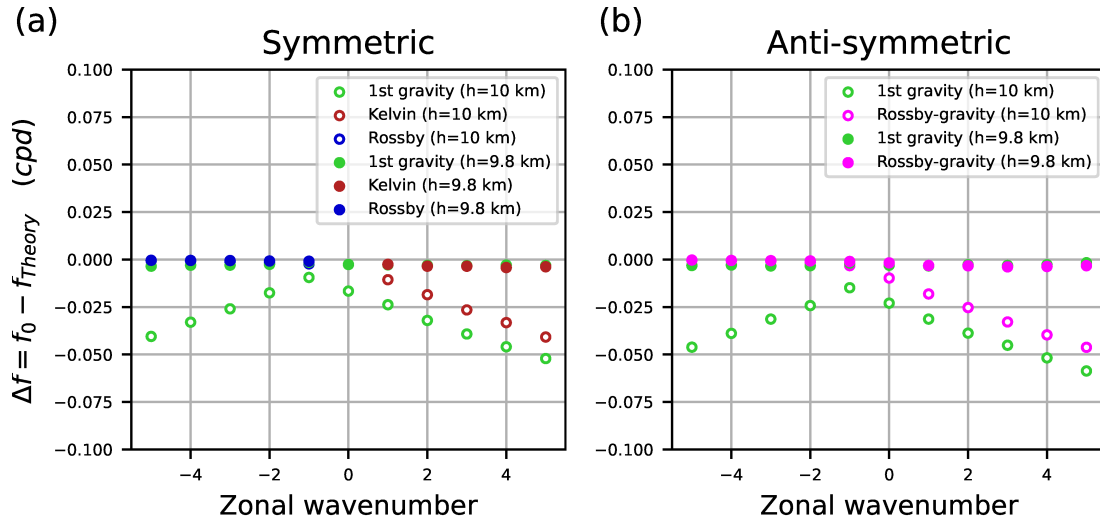 (a)
Symmetric
Δf = f0 − fTheory (cpd)
0.100
0.075
0.050
0.025
0.000
−0.025
−0.050
−0.075
−0.100
1st gravity (h=10 km)
Kelvin (h=10 km)
Rossby (h=10 km)
1st gravity (h=9.8 km)
Kelvin (h=9.8 km)
Rossby (h=9.8 km)
−4 −2 0 2 4
Zonal wavenumber
(b)
Anti-symmetric
0.100
0.075
0.050
0.025
0.000
−0.025
−0.050
−0.075
−0.100
1st gravity (h=10 km)
Rossby-gravity (h=10 km)
1st gravity (h=9.8 km)
Rossby-gravity (h=9.8 km)
−4 −2 0 2 4
Zonal wavenumber